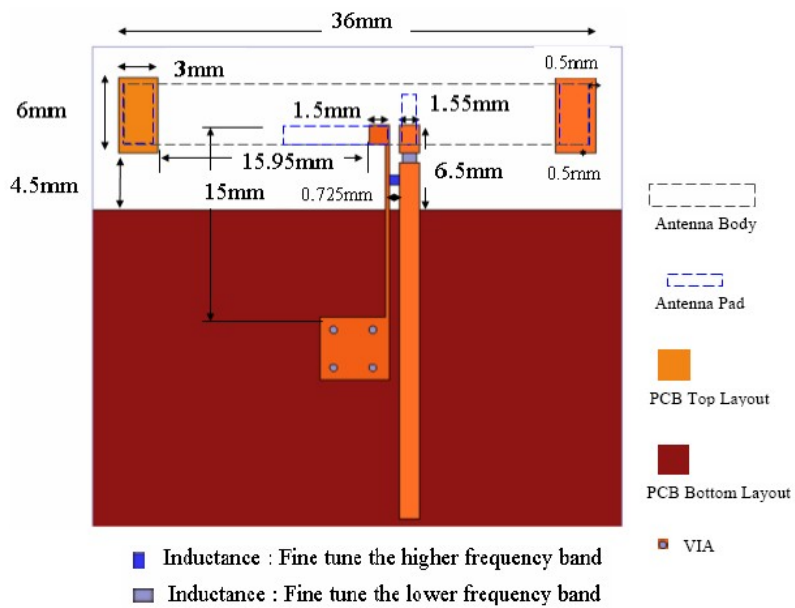 36mm
3mm
0.5mm
6mm
1.5mm
1.55mm
15.95mm
6.5mm
0.5mm
4.5mm
15mm
0.725mm
Antenna Body
Antenna Pad
PCB Top Layout
PCB Bottom Layout
VIA
Inductance : Fine tune the higher frequency band
Inductance : Fine tune the lower frequency band